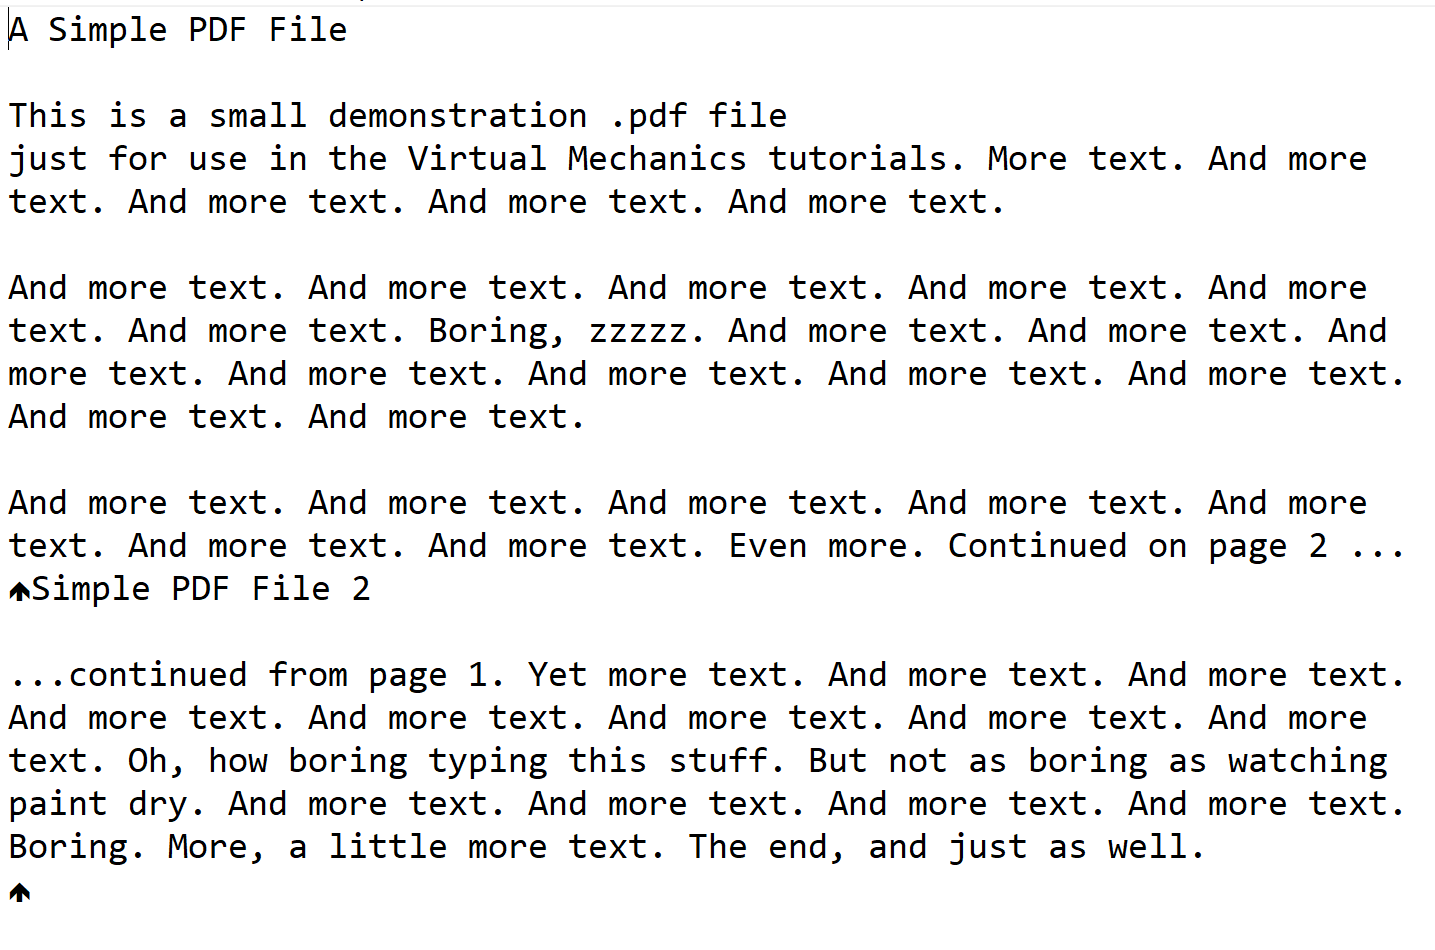 A Simple PDF File
This is a small demonstration .pdf file
just for use in the Virtual Mechanics tutorials. More text. And more
text. And more text. And more text. And more text.
And more text. And more text. And more text. And more text. And more
text. And more text. Boring, zzzzz. And more text. And more text. And
more text. And more text. And more text. And more text. And more text.
And more text. And more text.
And more text. And more text. And more text. And more text. And more
text. And more text. And more text. Even more. Continued on page 2 ...
🡹Simple PDF File 2
...continued from page 1. Yet more text. And more text. And more text.
And more text. And more text. And more text. And more text. And more
text. Oh, how boring typing this stuff. But not as boring as watching
paint dry. And more text. And more text. And more text. And more text.
Boring. More, a little more text. The end, and just as well.
🡹